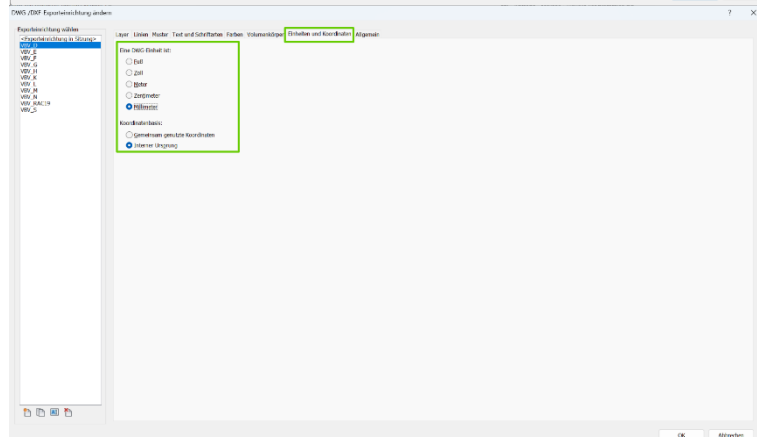 DWG /DXF Exporteinrichtung ändern
Exporteinrichtung wählen
<Exporteinrichtung in Sitzung>
VBV_D
VBV_E
VBV_F
VBV_G
VBV_H
VBV_K
VBV_L
VBV_M
VBV_N
VBV_RAC19
VBV_S
Layer Linien Muster Text und Schriftarten Farben Volumenkörper Einheiten und Koordinaten Allgemein
Eine DWG-Einheit ist:
Fuß
Zoll
Meter
Zentimeter
Millimeter
Koordinatenbasis:
Gemeinsam genutzte Koordinaten
Interner Ursprung
OK Abbrechen